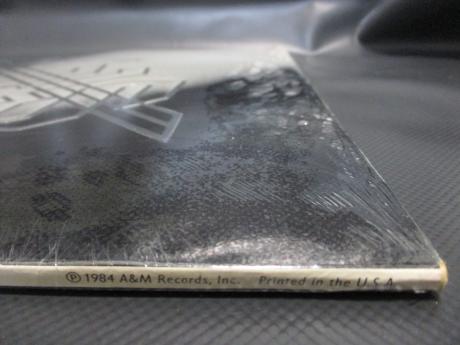 ℗ 1984 A&M Records, Inc. Printed in the U.S.A.